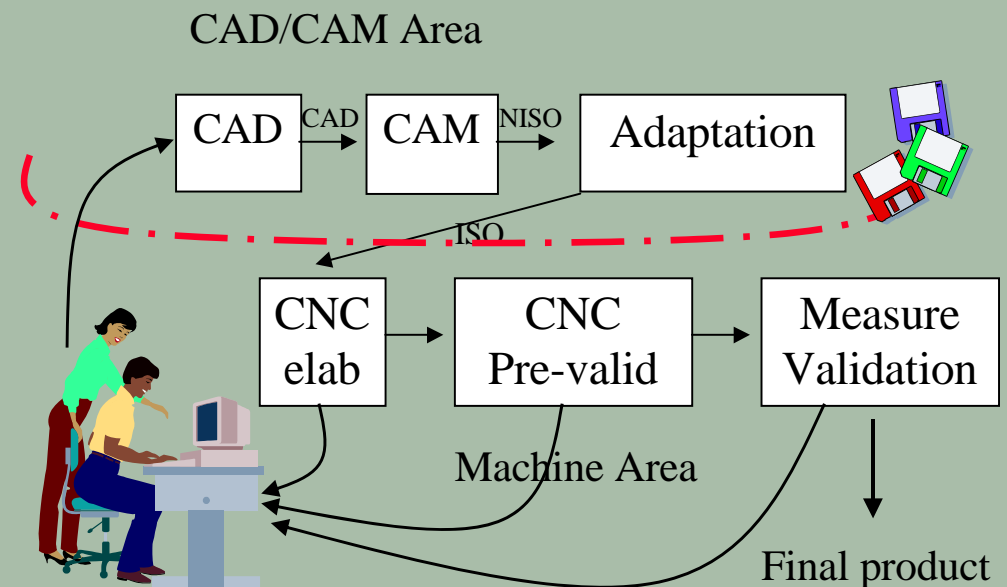 CAD/CAM Area
CAD
CAD
CAM
NISO
Adaptation
ISO
CNC
elab
CNC
Pre-valid
Measure
Validation
Machine Area
Final product